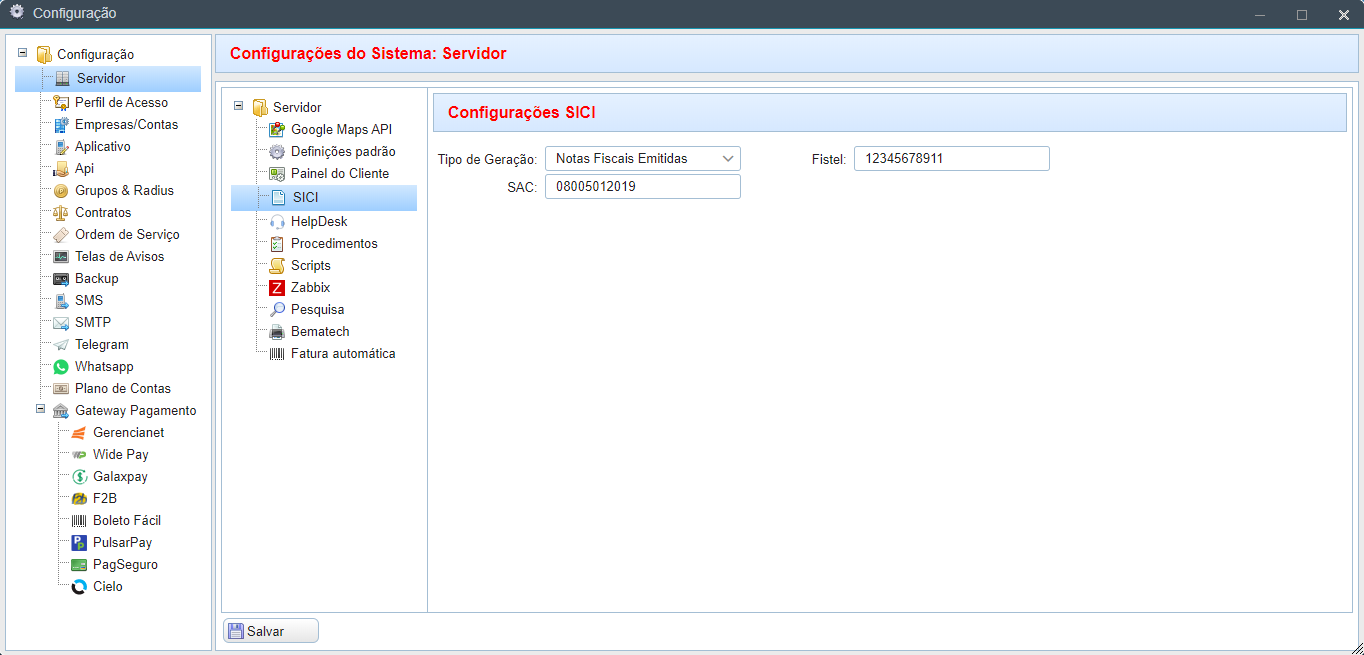 Configuração
Configuração
Servidor
Perfil de Acesso
Empresas/Contas
Aplicativo
Api
Grupos & Radius
Contratos
Ordem de Serviço
Telas de Avisos
Backup
SMS
SMTP
Telegram
Whatsapp
Plano de Contas
Gateway Pagamento
Gerencianet
Wide Pay
Galaxpay
F2B
Boleto Fácil
PulsarPay
PagSeguro
Cielo
Configurações do Sistema: Servidor
Servidor
Google Maps API
Definições padrão
Painel do Cliente
SICI
HelpDesk
Procedimentos
Scripts
Zabbix
Pesquisa
Bematech
Fatura automática
Configurações SICI
Tipo de Geração: Notas Fiscais Emitidas Fistel: 12345678911
SAC: 08005012019
Salvar